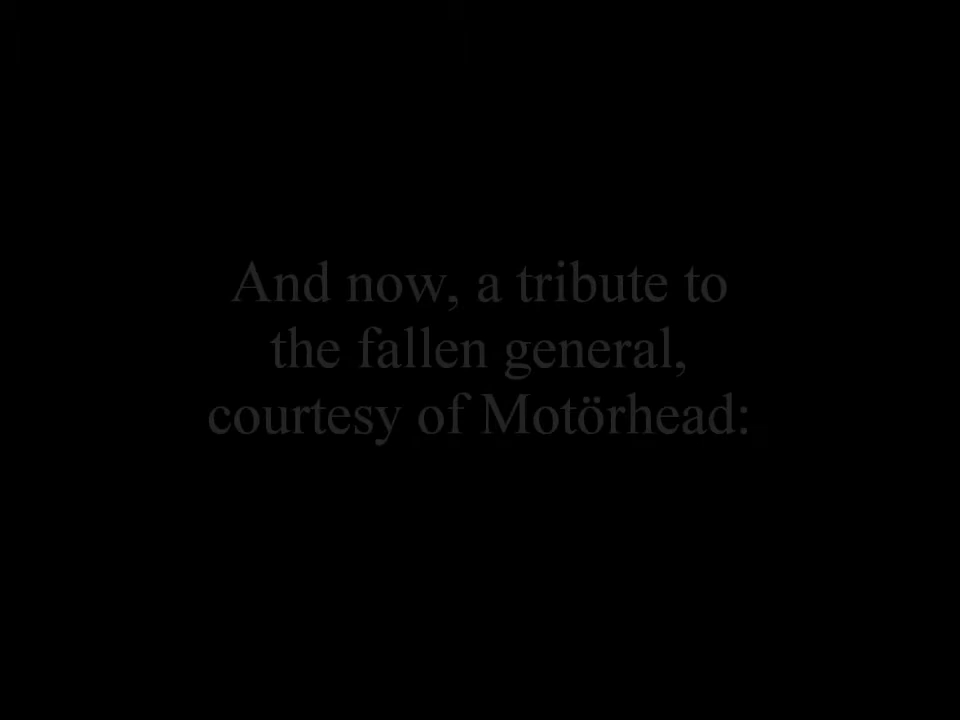 And now, a tribute to
the fallen general,
courtesy of Motörhead: